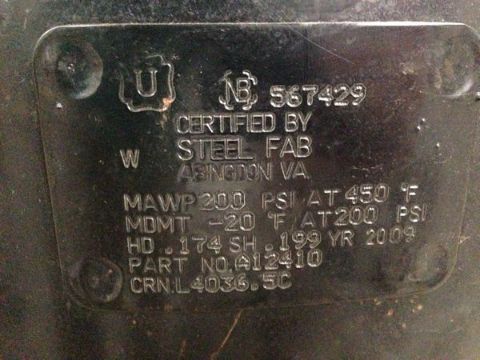 U NB 567429
CERTIFIED BY
W STEEL FAB
ABINGDON VA
MAWP 200 PSI AT 450 °F
MDMT -20 °F AT 200 PSI
HD .174 SH .199 YR 2009
PART NO. A12410
CRN: L4036.5C